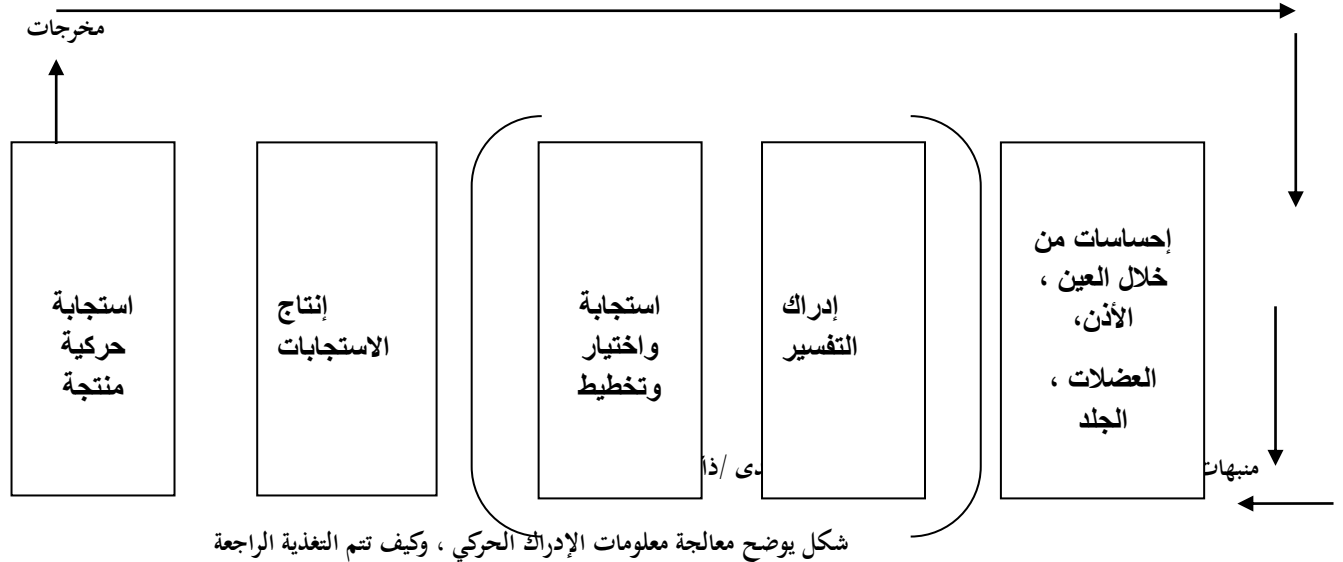 مخرجات
إحساسات من
خلال العين ،
الأذن،
العضلات ،
الجلد
إدراك
التفسير
استجابة
واختيار
وتخطيط
إنتاج
الاستجابات
استجابة
حركية
منتجة
منبهات
شكل يوضح معالجة معلومات الإدراك الحركي ، وكيف تتم التغذية الراجعة